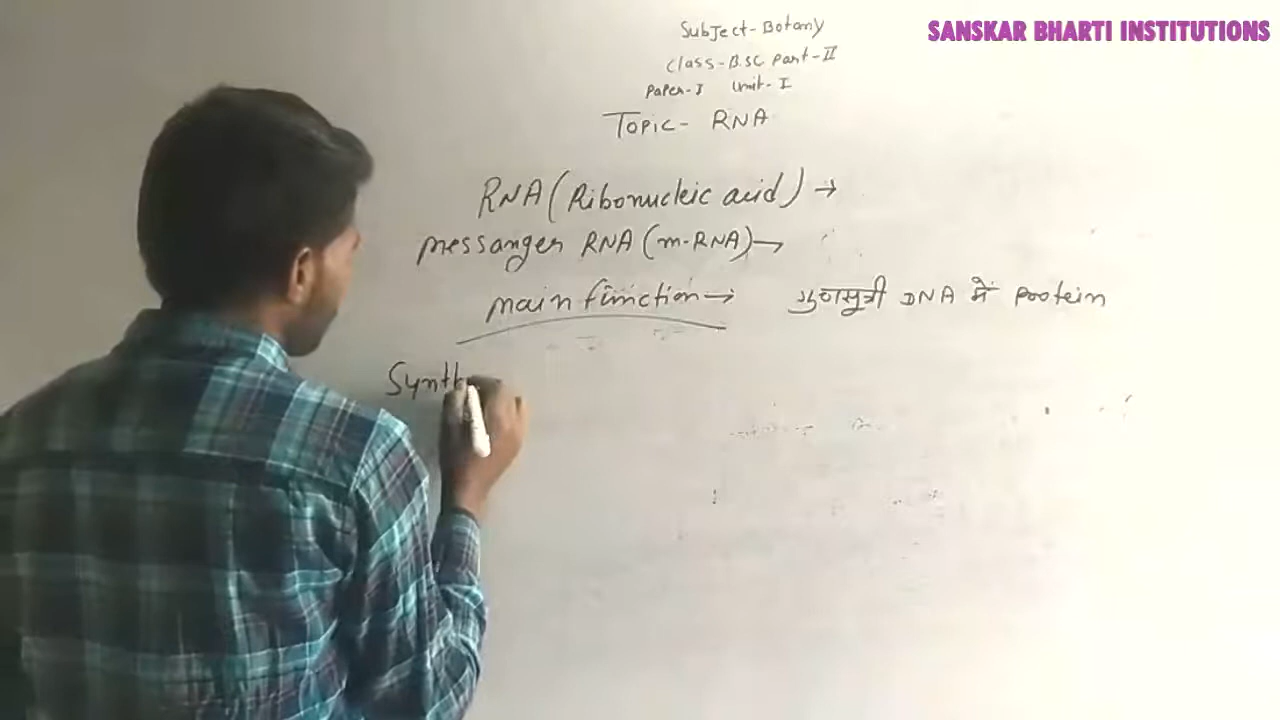 SANSKAR BHARTI INSTITUTIONS
Subject-Botany
Class-B.SC Part-II
Paper-I Unit-I
Topic- RNA
RNA (Ribonucleic acid) →
messanger RNA (m-RNA) →
main function → गुणसूत्री DNA में Protein
Synth